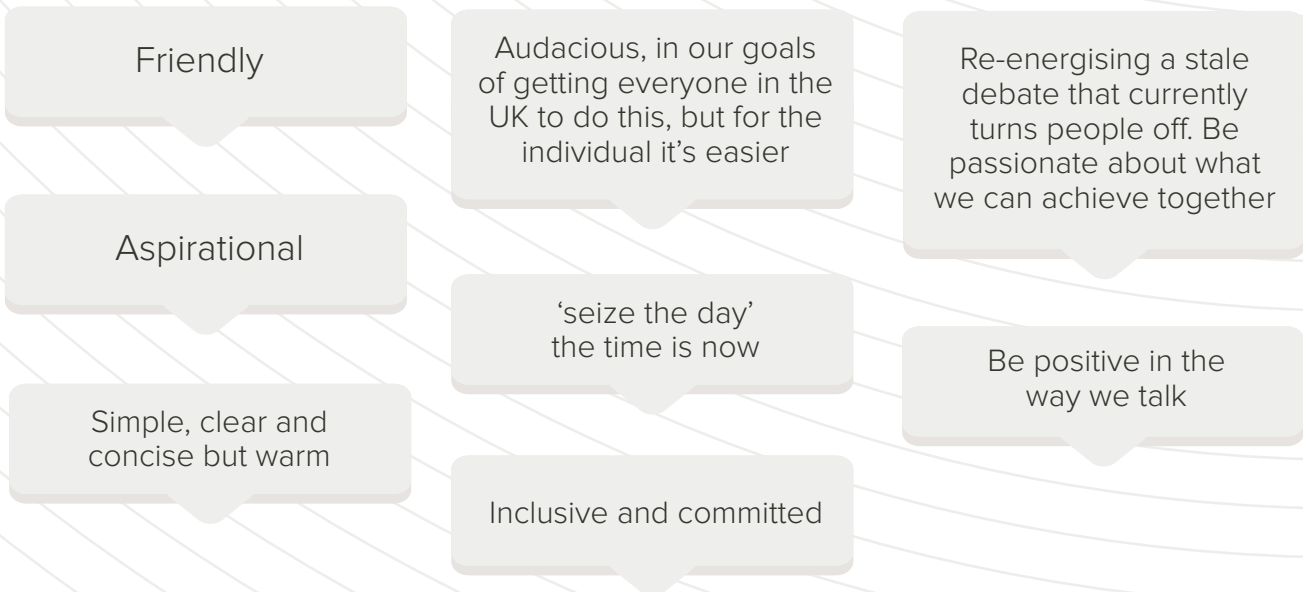 Friendly
Aspirational
Simple, clear and
concise but warm
Audacious, in our goals
of getting everyone in the
UK to do this, but for the
individual it’s easier
‘seize the day’
the time is now
Inclusive and committed
Re-energising a stale
debate that currently
turns people off. Be
passionate about what
we can achieve together
Be positive in the
way we talk